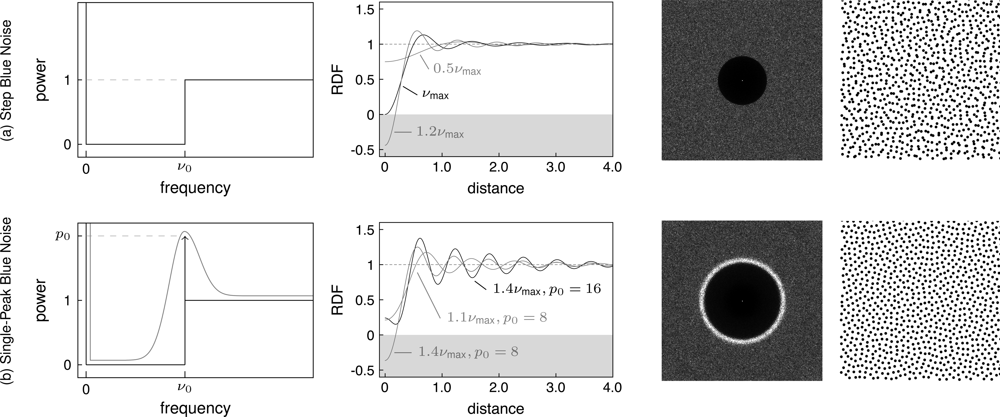 (a) Step Blue Noise
power
1
0
0
ν₀
frequency
RDF
1.5
1
0.5
0
-0.5
0.5νmax
νmax
1.2νmax
0 1.0 2.0 3.0 4.0
distance
(b) Single-Peak Blue Noise
power
p₀
1
0
0
ν₀
frequency
RDF
1.5
1
0.5
0
-0.5
1.4νmax, p₀ = 16
1.1νmax, p₀ = 8
1.4νmax, p₀ = 8
0 1.0 2.0 3.0 4.0
distance